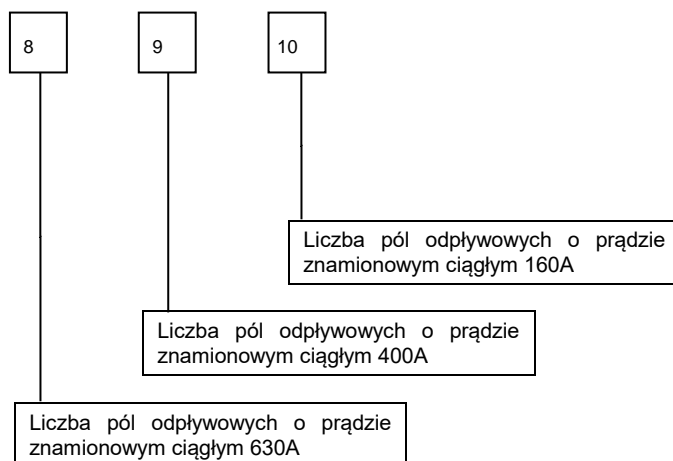 8
9
10
Liczba pól odpływowych o prądzie
znamionowym ciągłym 160A
Liczba pól odpływowych o prądzie
znamionowym ciągłym 400A
Liczba pól odpływowych o prądzie
znamionowym ciągłym 630A